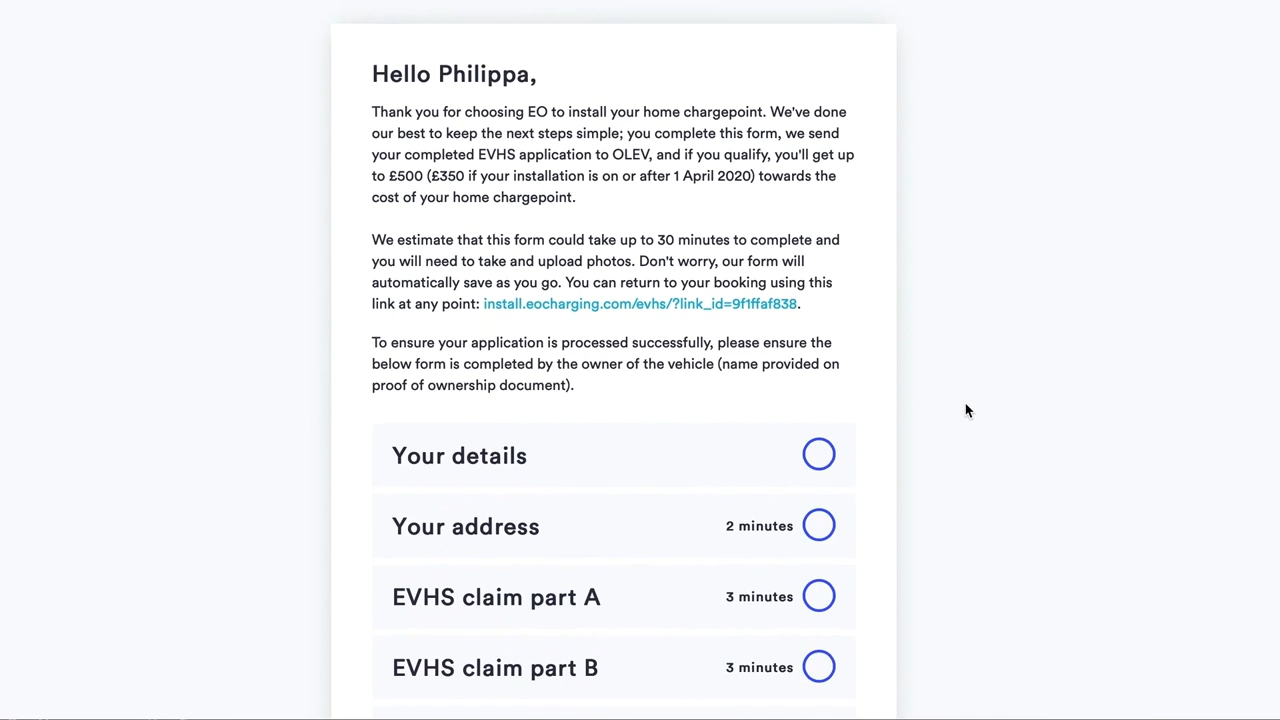 Hello Philippa,
Thank you for choosing EO to install your home chargepoint. We've done
our best to keep the next steps simple; you complete this form, we send
your completed EVHS application to OLEV, and if you qualify, you'll get up
to £500 (£350 if your installation is on or after 1 April 2020) towards the
cost of your home chargepoint.
We estimate that this form could take up to 30 minutes to complete and
you will need to take and upload photos. Don't worry, our form will
automatically save as you go. You can return to your booking using this
link at any point: install.eocharging.com/evhs/?link_id=9f1ffaf838.
To ensure your application is processed successfully, please ensure the
below form is completed by the owner of the vehicle (name provided on
proof of ownership document).
Your details
Your address 2 minutes
EVHS claim part A 3 minutes
EVHS claim part B 3 minutes